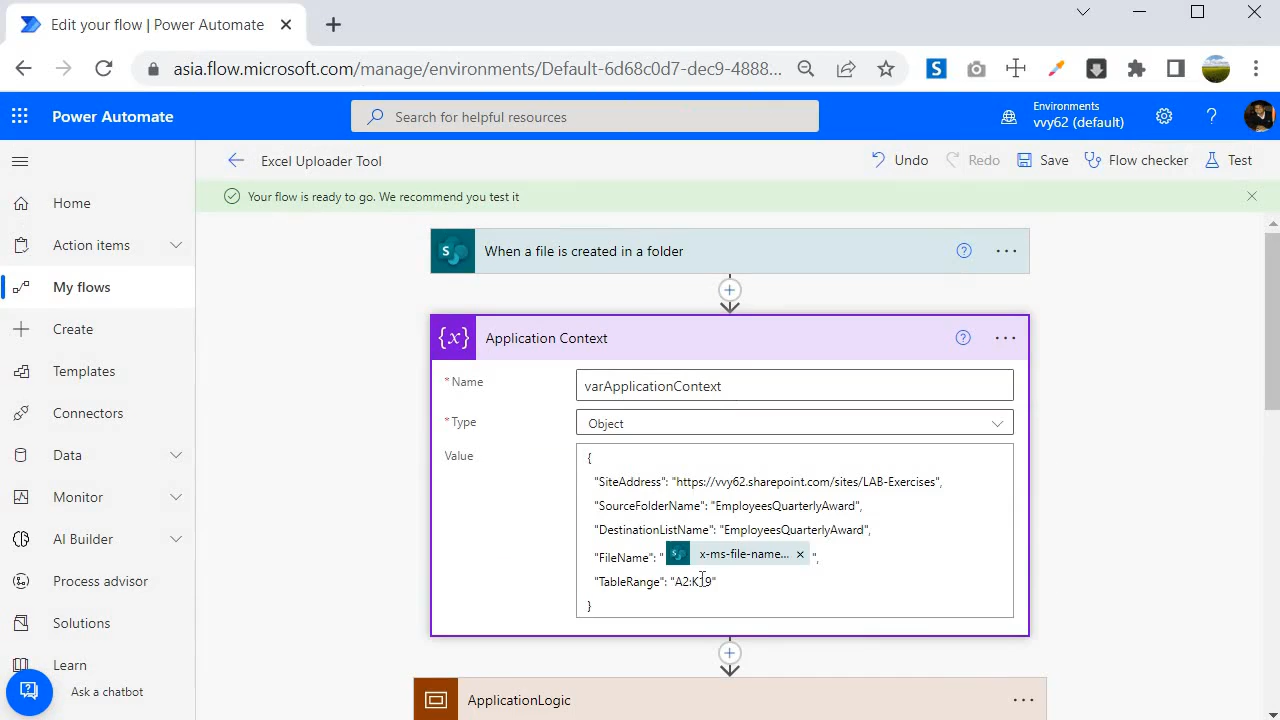 Edit your flow | Power Automate
asia.flow.microsoft.com/manage/environments/Default-6d68c0d7-dec9-4888...
Power Automate
Search for helpful resources
Environments
vvy62 (default)
Excel Uploader Tool
Undo
Redo
Save
Flow checker
Test
Your flow is ready to go. We recommend you test it
Home
Action items
My flows
Create
Templates
Connectors
Data
Monitor
AI Builder
Process advisor
Solutions
Learn
Ask a chatbot
When a file is created in a folder
{x} Application Context
* Name
varApplicationContext
* Type
Object
Value
{
"SiteAddress": "https://vvy62.sharepoint.com/sites/LAB-Exercises",
"SourceFolderName": "EmployeesQuarterlyAward",
"DestinationListName": "EmployeesQuarterlyAward",
"FileName": " x-ms-file-name... × ",
"TableRange":
}
ApplicationLogic